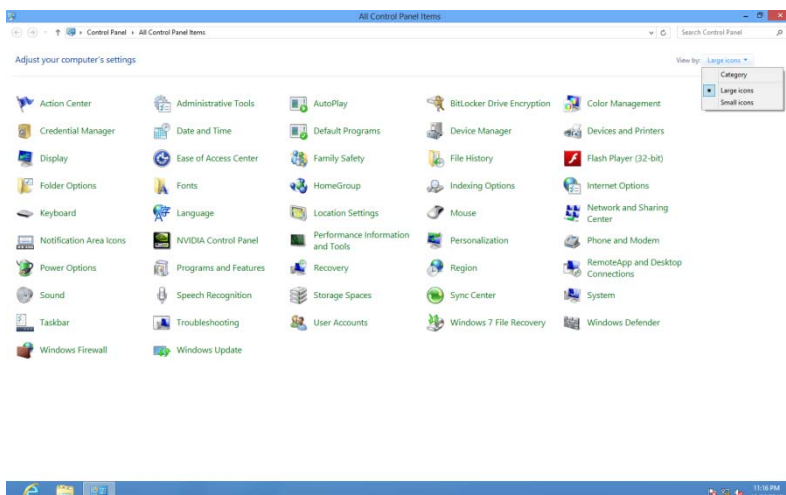 All Control Panel Items
Control Panel All Control Panel Items
Search Control Panel
Adjust your computer's settings
View by: Large icons
Category
Large icons
Small icons
Action Center
Administrative Tools
AutoPlay
BitLocker Drive Encryption
Color Management
Credential Manager
Date and Time
Default Programs
Device Manager
Devices and Printers
Display
Ease of Access Center
Family Safety
File History
Flash Player (32-bit)
Folder Options
Fonts
HomeGroup
Indexing Options
Internet Options
Keyboard
Language
Location Settings
Mouse
Network and Sharing
Center
Notification Area Icons
NVIDIA Control Panel
Performance Information
and Tools
Personalization
Phone and Modem
Power Options
Programs and Features
Recovery
Region
RemoteApp and Desktop
Connections
Sound
Speech Recognition
Storage Spaces
Sync Center
System
Taskbar
Troubleshooting
User Accounts
Windows 7 File Recovery
Windows Defender
Windows Firewall
Windows Update
11:16 PM